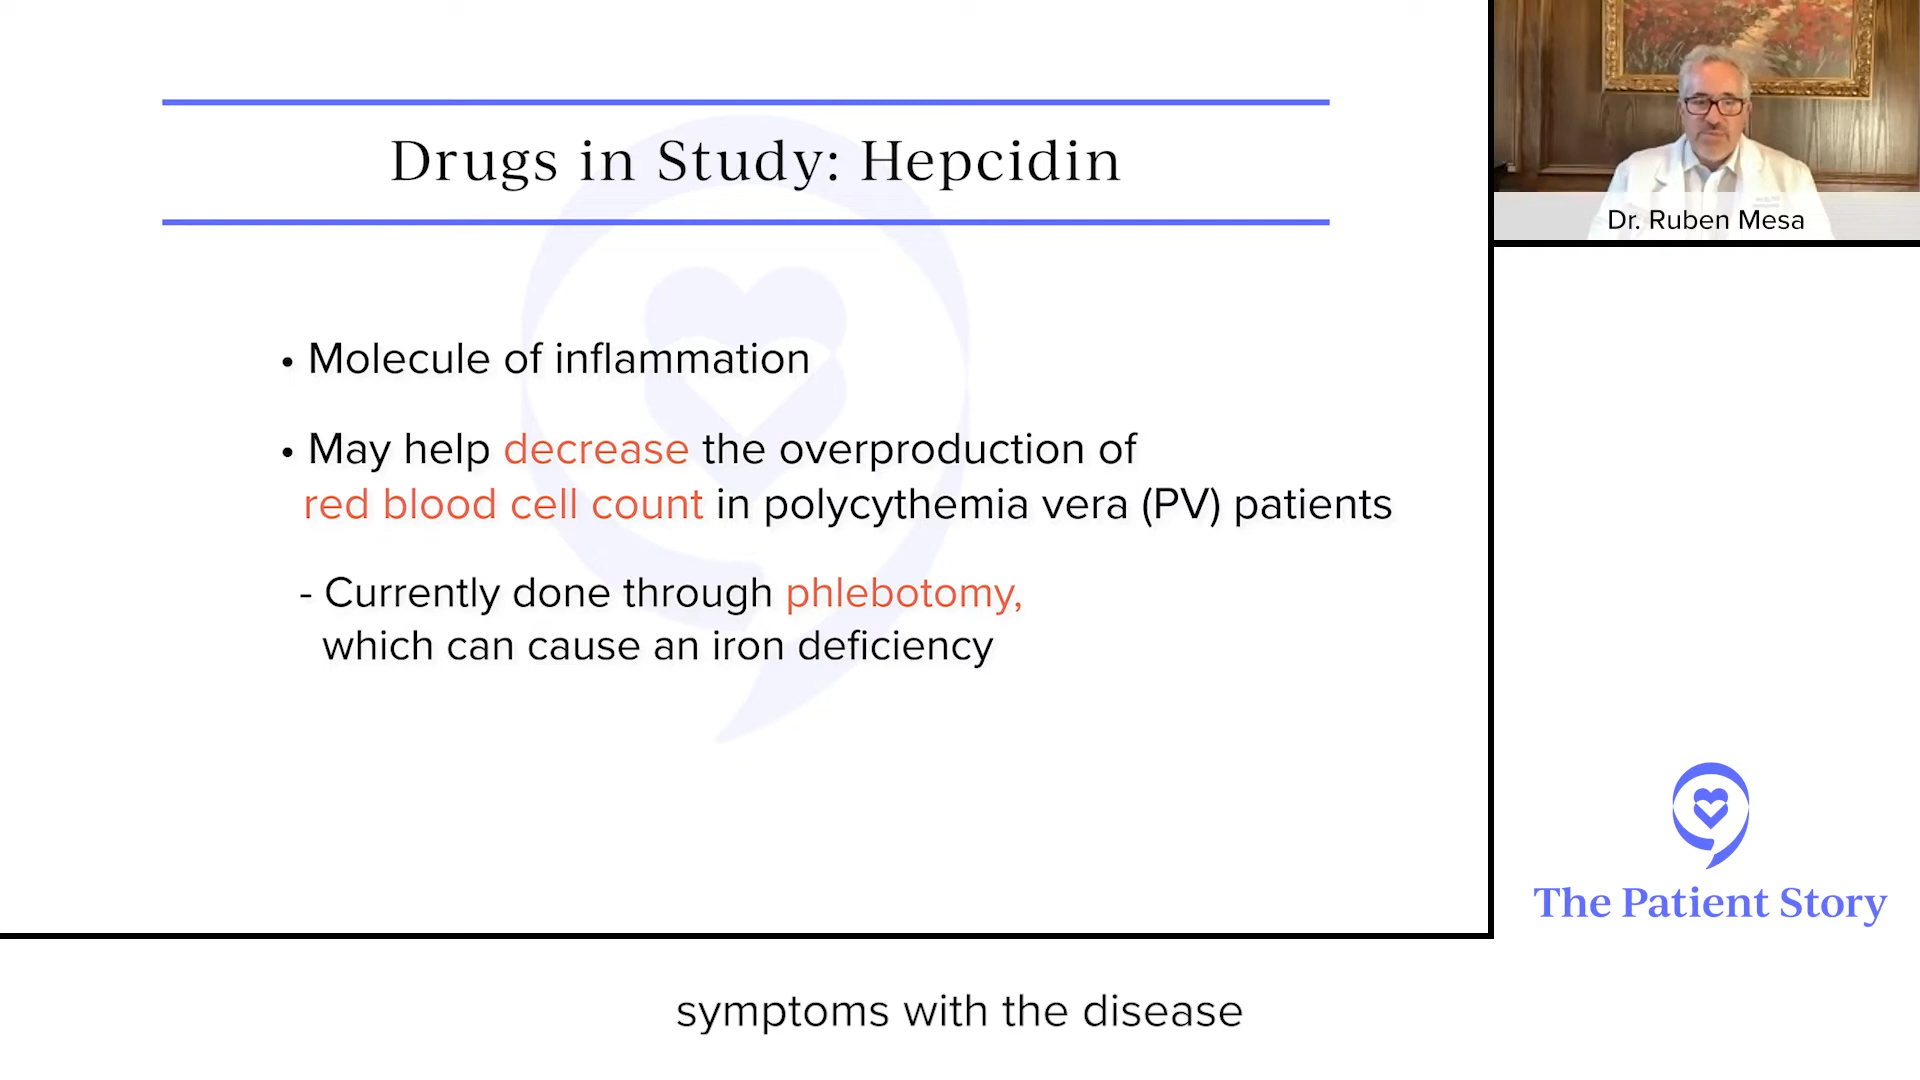 Drugs in Study: Hepcidin
• Molecule of inflammation
• May help decrease the overproduction of
red blood cell count in polycythemia vera (PV) patients
- Currently done through phlebotomy,
which can cause an iron deficiency
Dr. Ruben Mesa
The Patient Story
symptoms with the disease